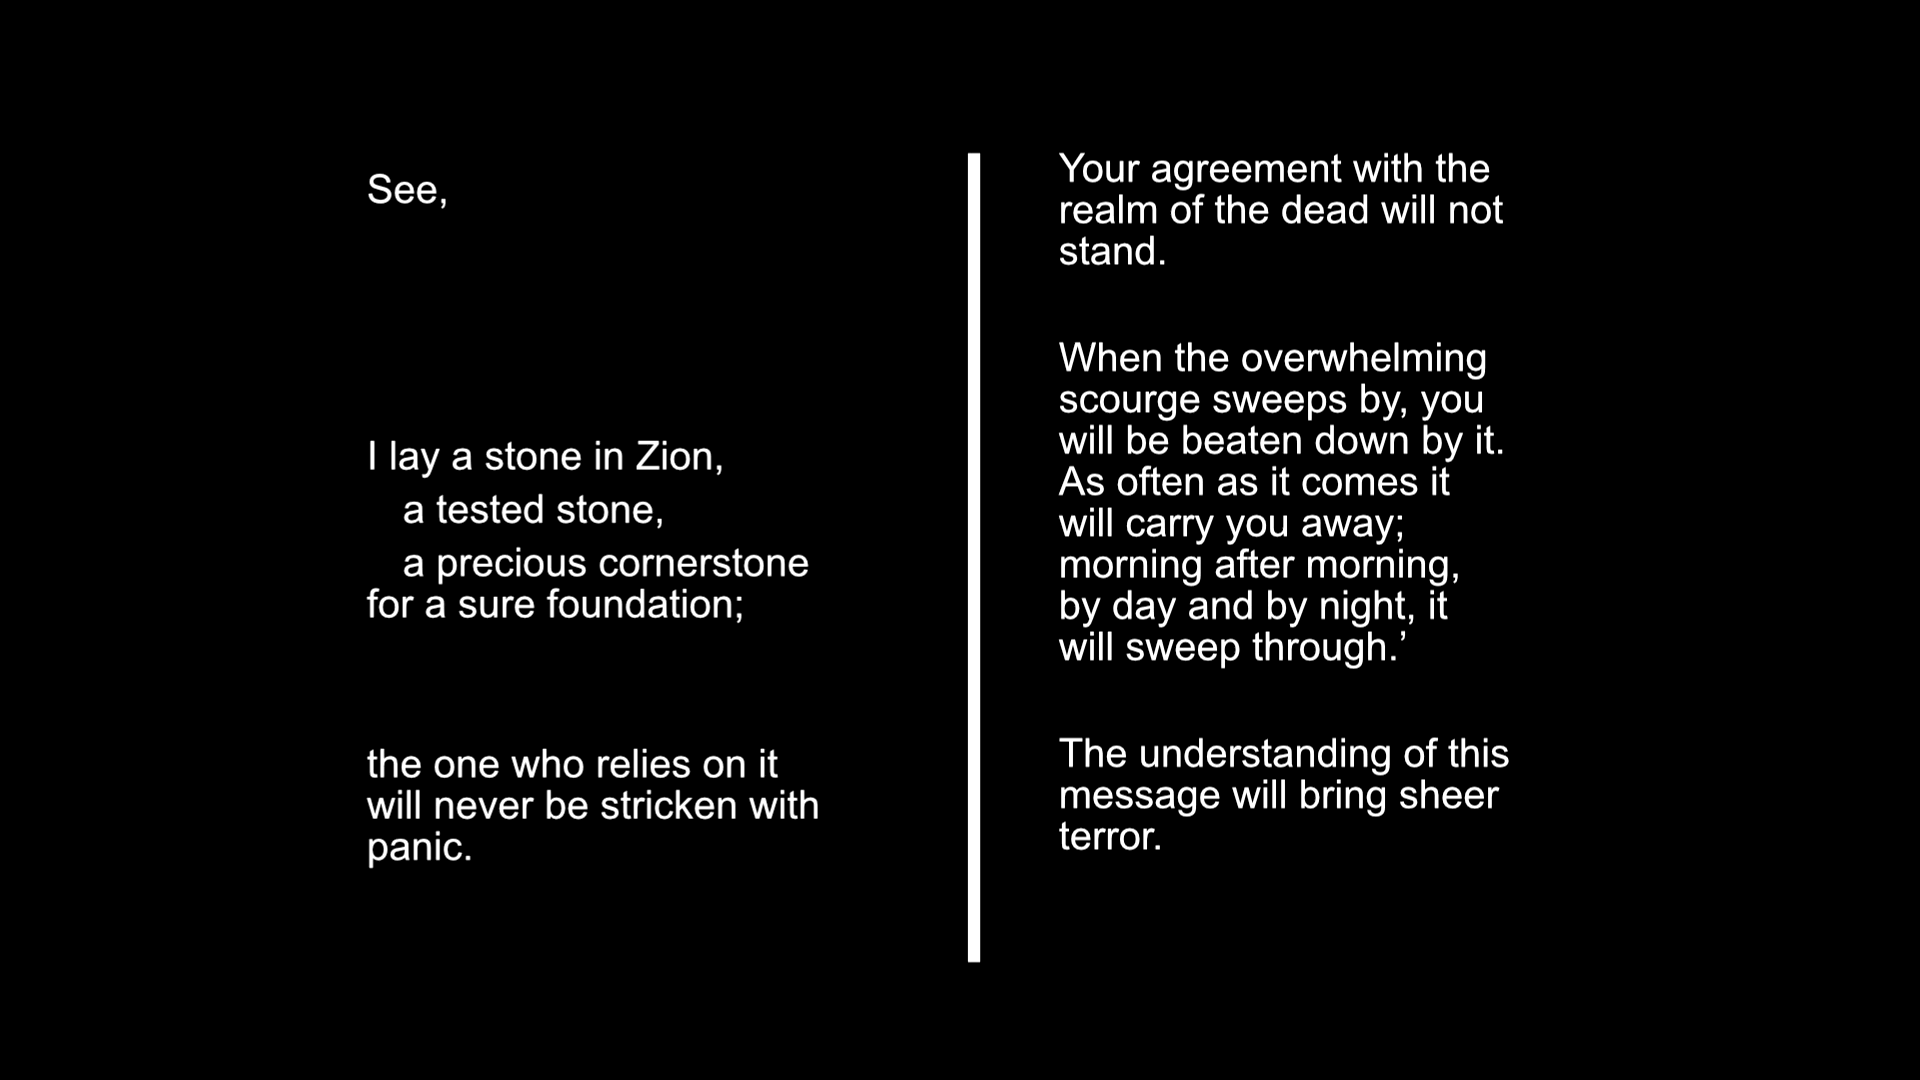 See,
I lay a stone in Zion,
a tested stone,
a precious cornerstone
for a sure foundation;
the one who relies on it
will never be stricken with
panic.
Your agreement with the
realm of the dead will not
stand.
When the overwhelming
scourge sweeps by, you
will be beaten down by it.
As often as it comes it
will carry you away;
morning after morning,
by day and by night, it
will sweep through.’
The understanding of this
message will bring sheer
terror.